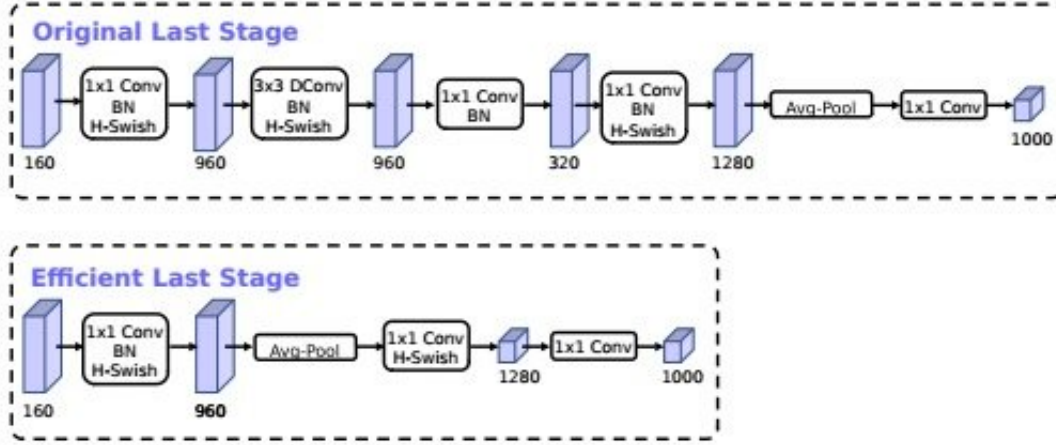 Original Last Stage
1x1 Conv
BN
H-Swish
3x3 DConv
BN
H-Swish
1x1 Conv
BN
1x1 Conv
BN
H-Swish
Avg-Pool
1x1 Conv
160
960
960
320
1280
1000
Efficient Last Stage
1x1 Conv
BN
H-Swish
Avg-Pool
1x1 Conv
H-Swish
1x1 Conv
160
960
1280
1000